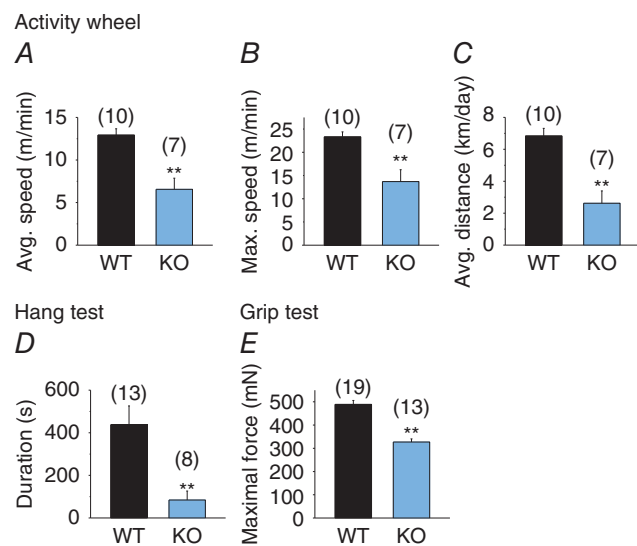 Activity wheel
A
B
C
Avg. speed (m/min)
15
10
5
0
(10)
(7)
**
WT KO
Max. speed (m/min)
25
20
15
10
5
0
(10)
(7)
**
WT KO
Avg. distance (km/day)
8
6
4
2
0
(10)
(7)
**
WT KO
Hang test
D
Duration (s)
600
400
200
0
(13)
(8)
**
WT KO
Grip test
E
Maximal force (mN)
500
400
300
200
100
0
(19)
(13)
**
WT KO